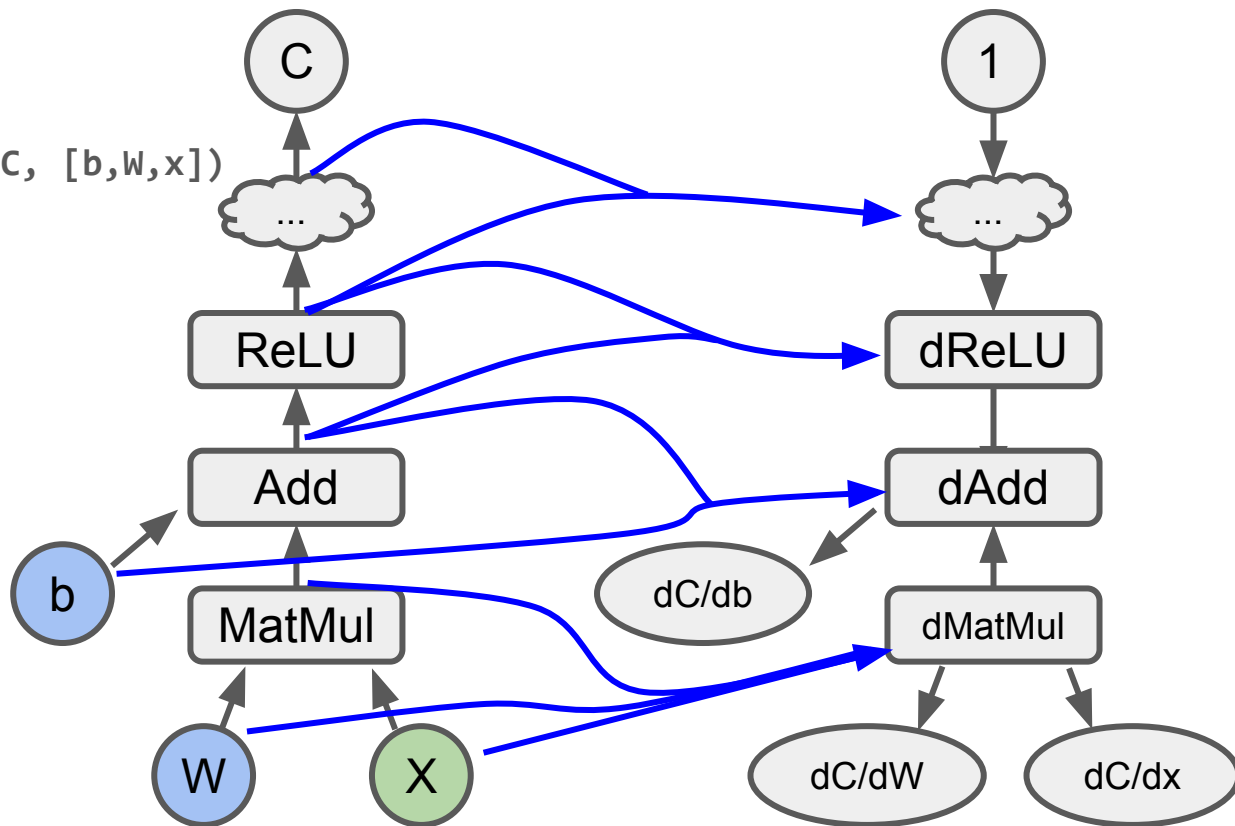 C
1
C, [b,W,x])
...
...
ReLU
dReLU
Add
dAdd
b
dC/db
MatMul
dMatMul
W
X
dC/dW
dC/dx